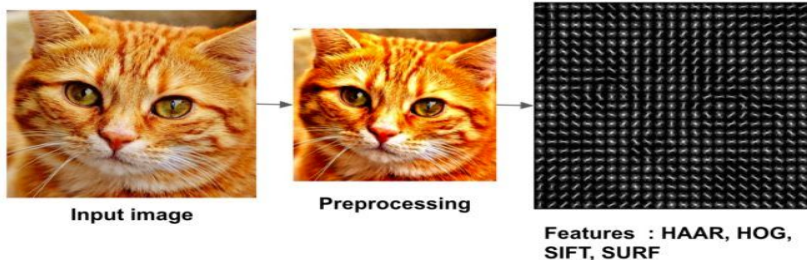 Input image
Preprocessing
Features : HAAR, HOG,
SIFT, SURF